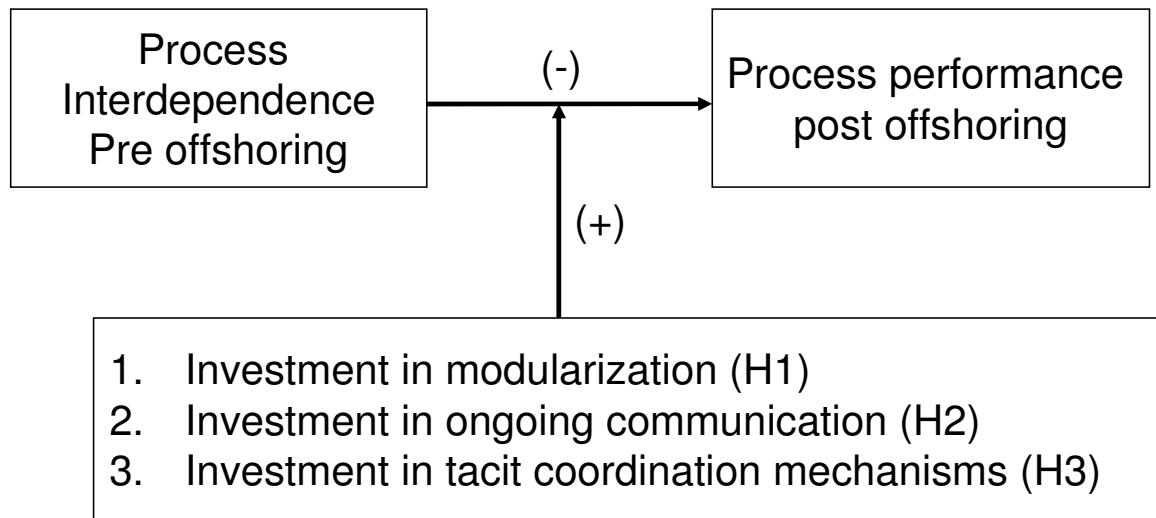 Process
Interdependence
Pre offshoring
(-)
Process performance
post offshoring
(+)
1. Investment in modularization (H1)
2. Investment in ongoing communication (H2)
3. Investment in tacit coordination mechanisms (H3)